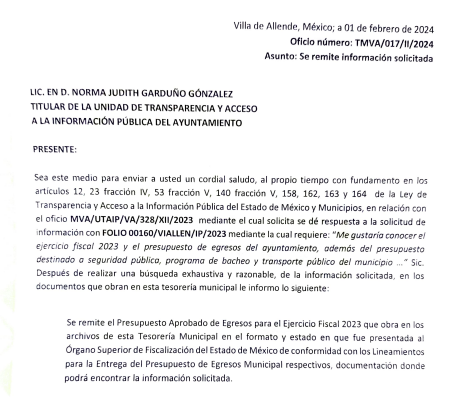 Villa de Allende, México; a 01 de febrero de 2024
Oficio número: TMVA/017/II/2024
Asunto: Se remite información solicitada
LIC. EN D. NORMA JUDITH GARDUÑO GÓNZALEZ
TITULAR DE LA UNIDAD DE TRANSPARENCIA Y ACCESO
A LA INFORMACIÓN PÚBLICA DEL AYUNTAMIENTO
PRESENTE:
Sea este medio para enviar a usted un cordial saludo, al propio tiempo con fundamento en los
artículos 12, 23 fracción IV, 53 fracción V, 140 fracción V, 158, 162, 163 y 164 de la Ley de
Transparencia y Acceso a la Información Pública del Estado de México y Municipios, en relación con
el oficio MVA/UTAIP/VA/328/XII/2023 mediante el cual solicita se dé respuesta a la solicitud de
información con FOLIO 00160/VIALLEN/IP/2023 mediante la cual requiere: "Me gustaría conocer el
ejercicio fiscal 2023 y el presupuesto de egresos del ayuntamiento, además del presupuesto
destinado a seguridad pública, programa de bacheo y transporte público del municipio ..." Sic.
Después de realizar una búsqueda exhaustiva y razonable, de la información solicitada, en los
documentos que obran en esta tesorería municipal le informo lo siguiente:
Se remite el Presupuesto Aprobado de Egresos para el Ejercicio Fiscal 2023 que obra en los
archivos de esta Tesorería Municipal en el formato y estado en que fue presentada al
Órgano Superior de Fiscalización del Estado de México de conformidad con los Lineamientos
para la Entrega del Presupuesto de Egresos Municipal respectivos, documentación donde
podrá encontrar la información solicitada.